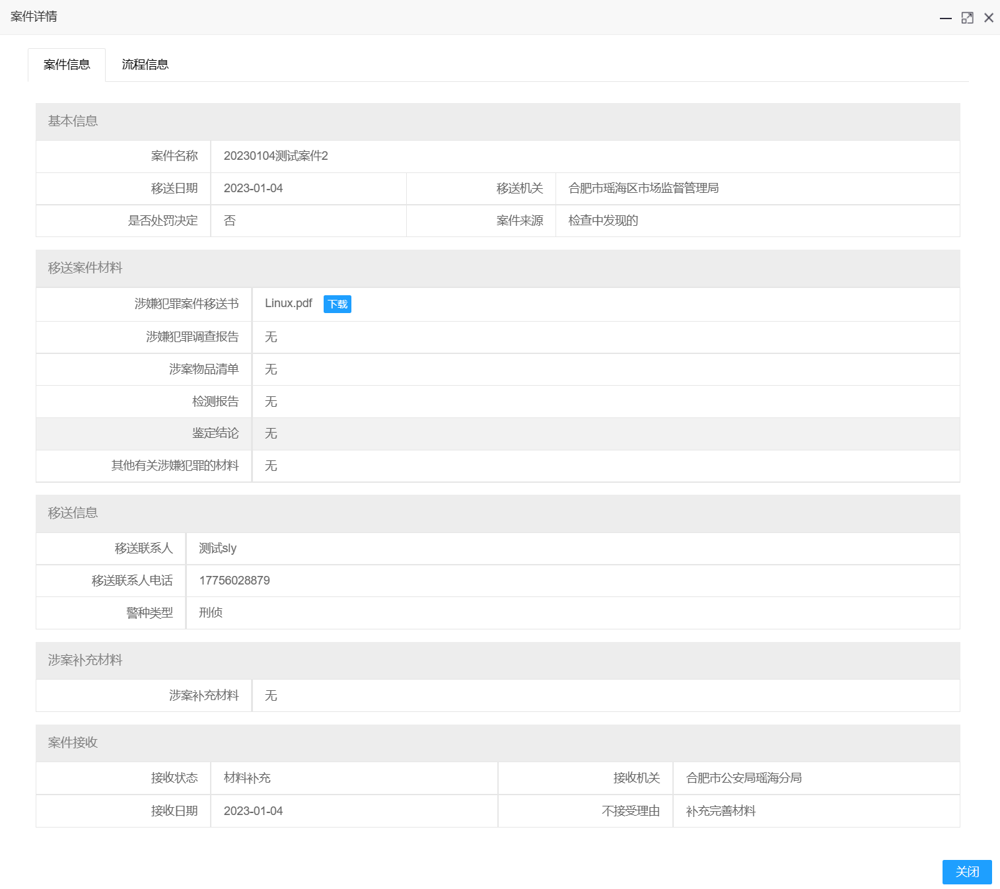 案件详情
案件信息 流程信息
基本信息
案件名称 20230104测试案件2
移送日期 2023-01-04 移送机关 合肥市瑶海区市场监督管理局
是否处罚决定 否 案件来源 检查中发现的
移送案件材料
涉嫌犯罪案件移送书 Linux.pdf 下载
涉嫌犯罪调查报告 无
涉案物品清单 无
检测报告 无
鉴定结论 无
其他有关涉嫌犯罪的材料 无
移送信息
移送联系人 测试sly
移送联系人电话 17756028879
警种类型 刑侦
涉案补充材料
涉案补充材料 无
案件接收
接收状态 材料补充 接收机关 合肥市公安局瑶海分局
接收日期 2023-01-04 不接受理由 补充完善材料
关闭